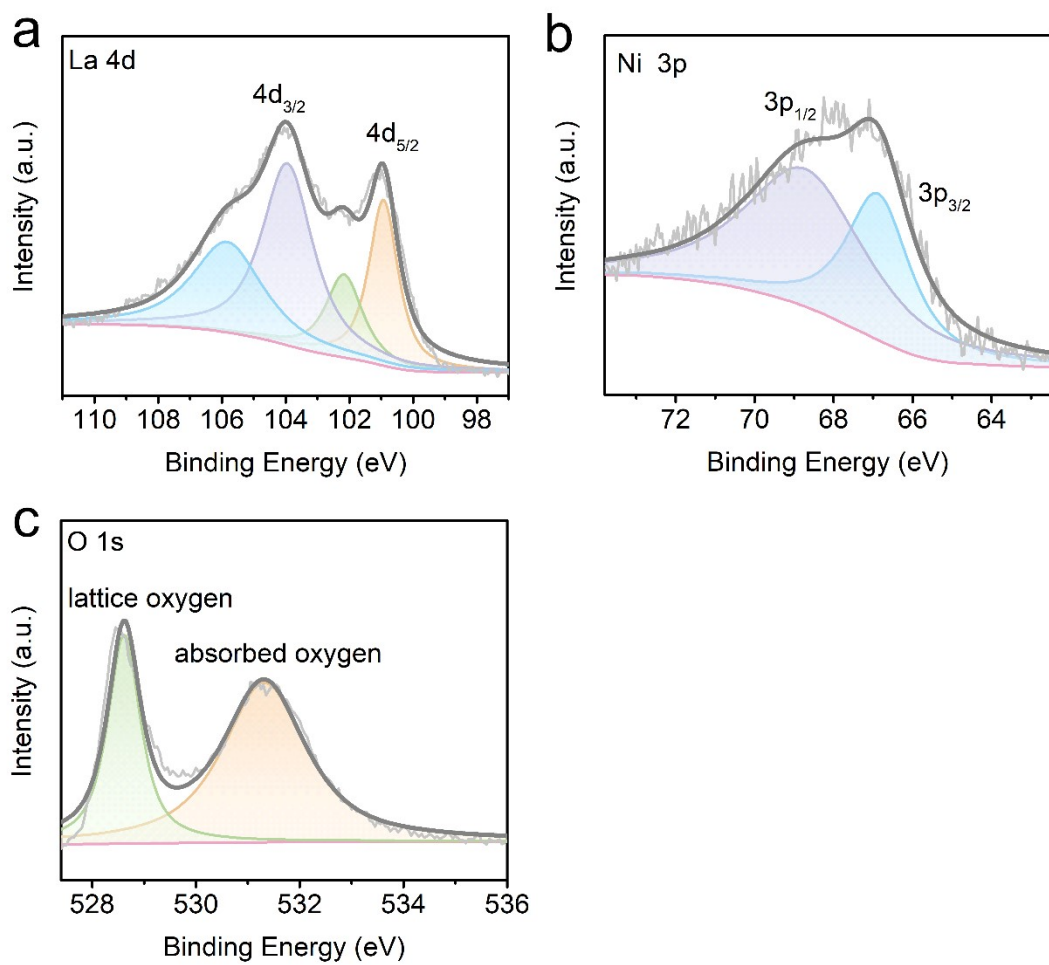 a
La 4d
4d3/2
4d5/2
Intensity (a.u.)
110 108 106 104 102 100 98
Binding Energy (eV)
b
Ni 3p
3p1/2
3p3/2
Intensity (a.u.)
72 70 68 66 64
Binding Energy (eV)
c
O 1s
lattice oxygen
absorbed oxygen
Intensity (a.u.)
528 530 532 534 536
Binding Energy (eV)